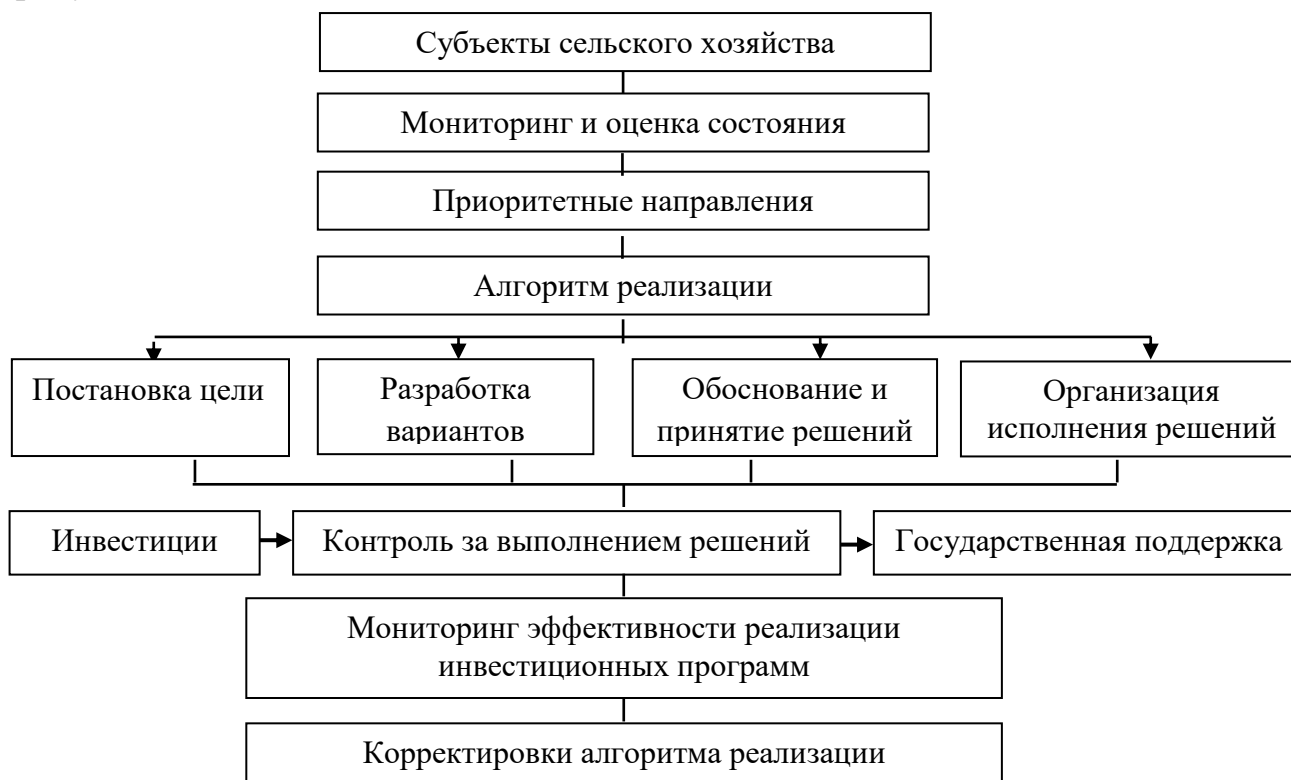 Субъекты сельского хозяйства
Мониторинг и оценка состояния
Приоритетные направления
Алгоритм реализации
Постановка цели
Разработка
вариантов
Обоснование и
принятие решений
Организация
исполнения решений
Инвестиции
Контроль за выполнением решений
Государственная поддержка
Мониторинг эффективности реализации
инвестиционных программ
Корректировки алгоритма реализации